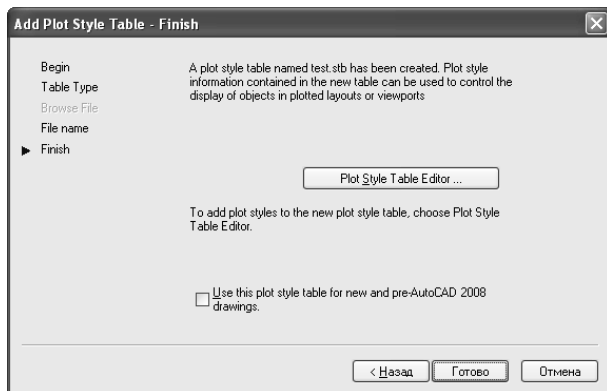 Add Plot Style Table - Finish
Begin
Table Type
Browse File
File name
Finish
A plot style table named test.stb has been created. Plot style
information contained in the new table can be used to control the
display of objects in plotted layouts or viewports
Plot Style Table Editor ...
To add plot styles to the new plot style table, choose Plot Style
Table Editor.
Use this plot style table for new and pre-AutoCAD 2008
drawings.
< Назад
Готово
Отмена